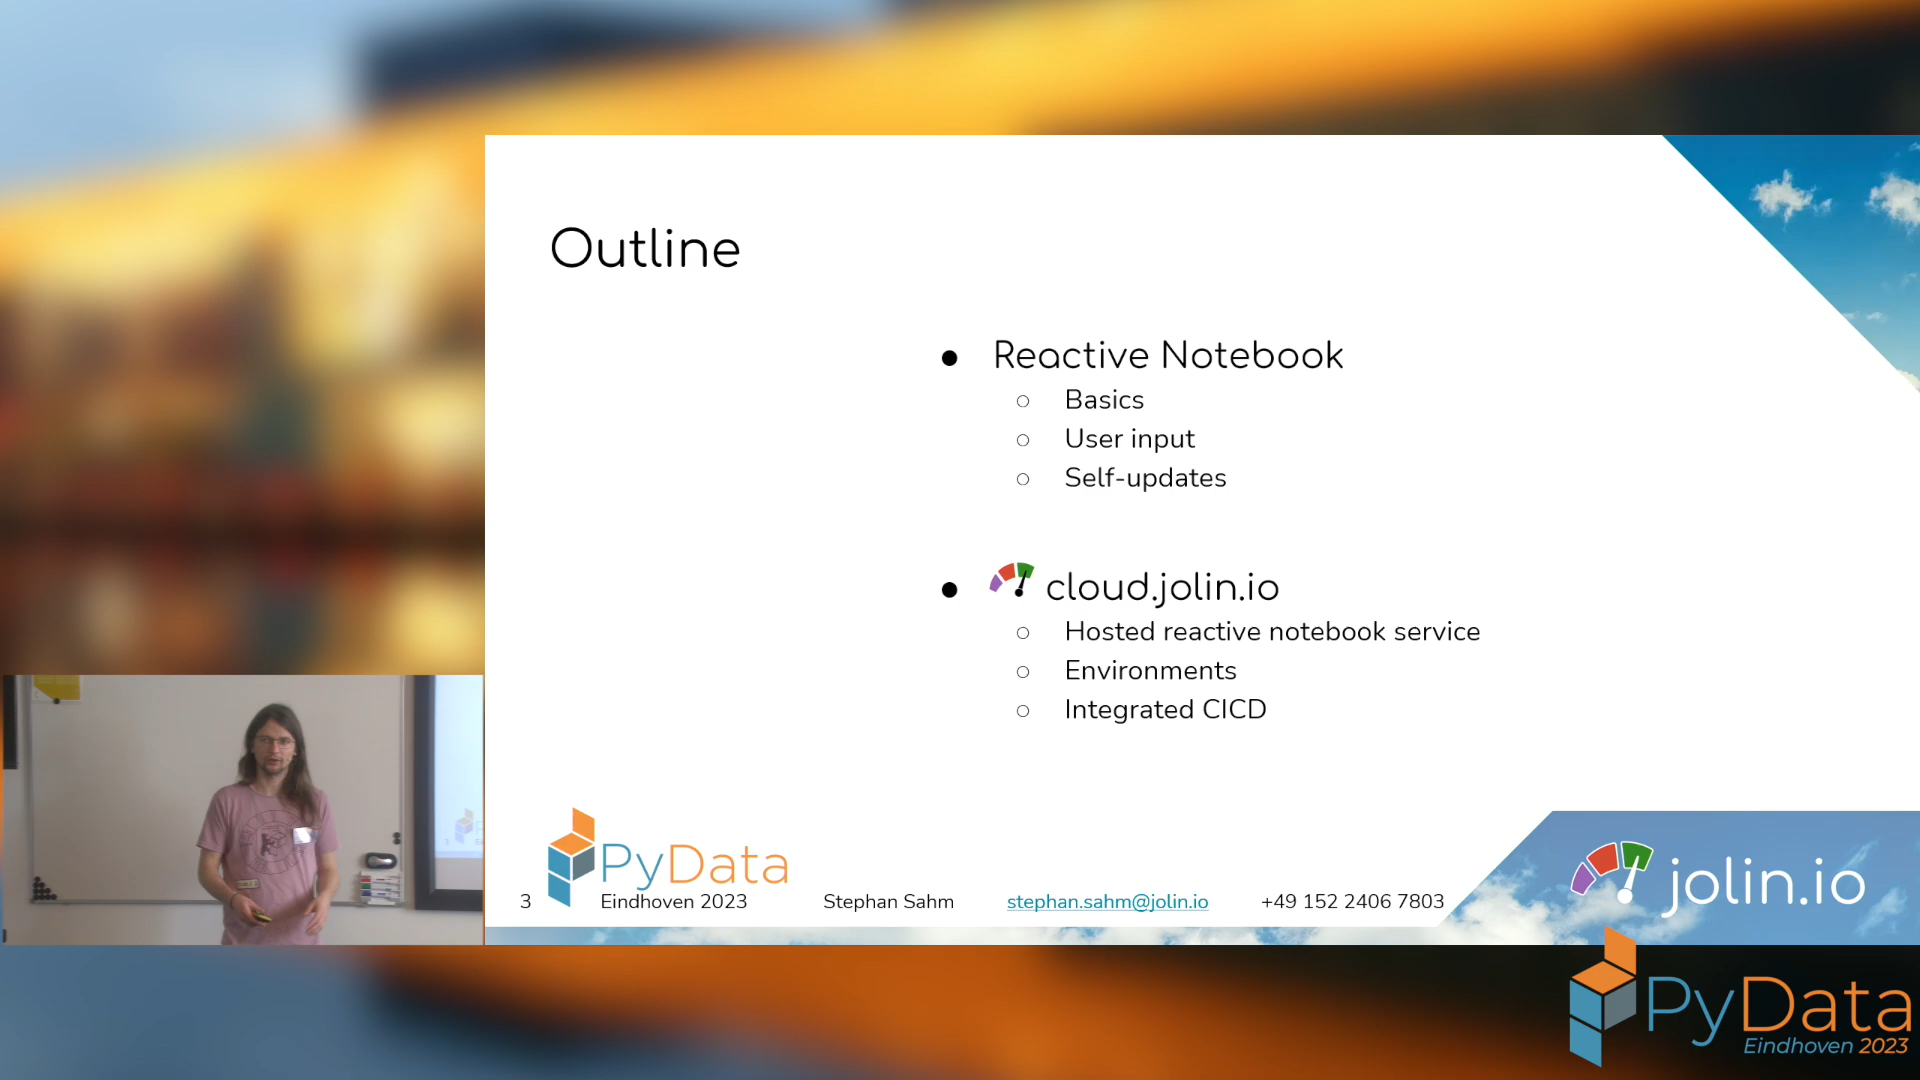 Outline
● Reactive Notebook
○ Basics
○ User input
○ Self-updates
● cloud.jolin.io
○ Hosted reactive notebook service
○ Environments
○ Integrated CICD
PyData
3 Eindhoven 2023 Stephan Sahm stephan.sahm@jolin.io +49 152 2406 7803
jolin.io
PyData
Eindhoven 2023